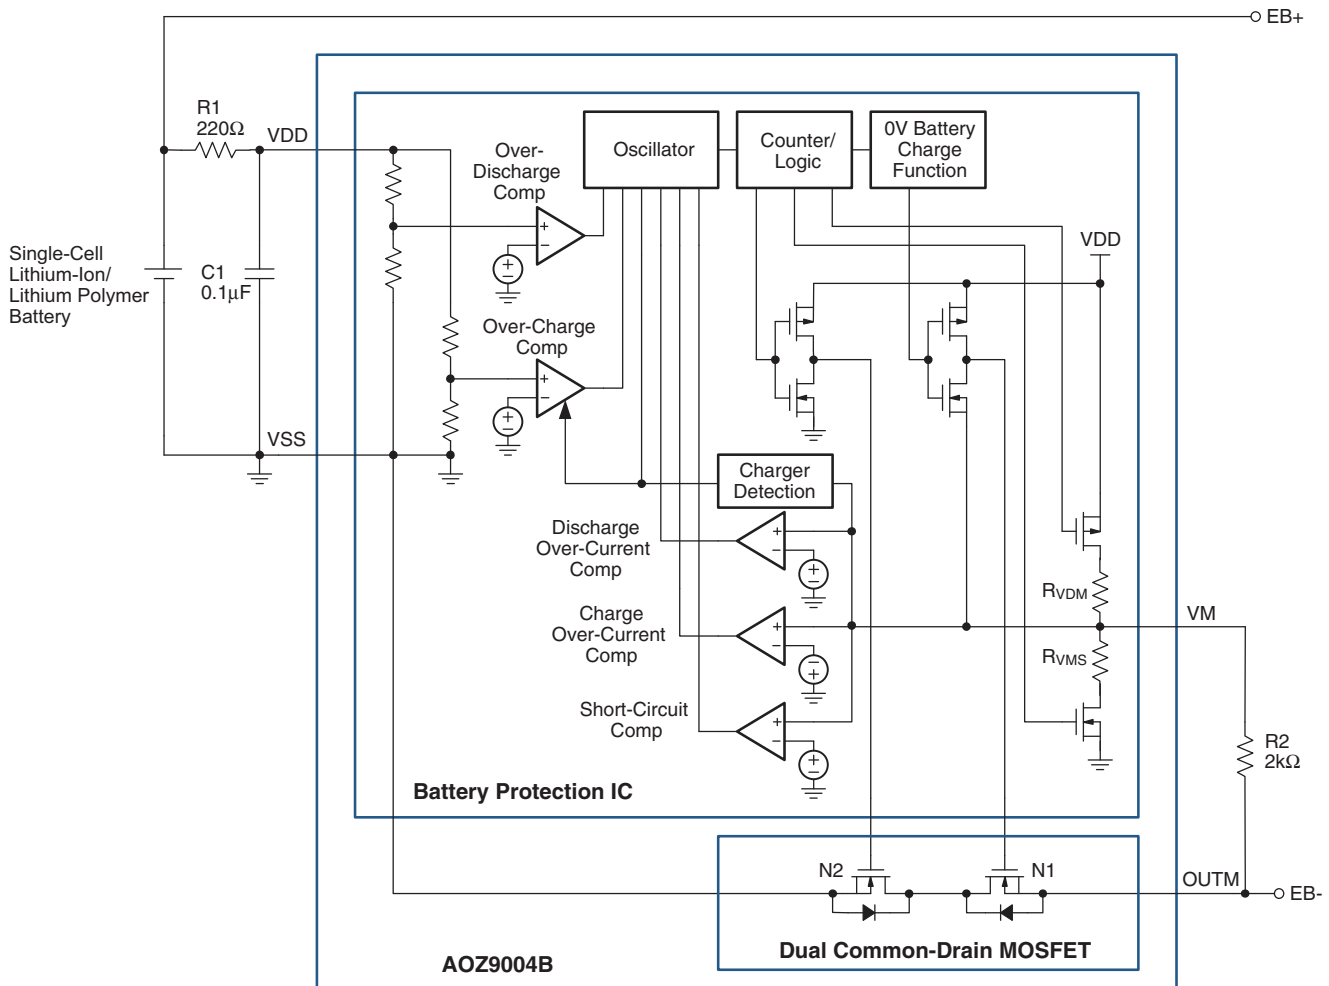 EB+
R1
220Ω
VDD
Over-
Discharge
Comp
Oscillator
Counter/
Logic
0V Battery
Charge
Function
VDD
Single-Cell
Lithium-Ion/
Lithium Polymer
Battery
C1
0.1μF
+
−
+
−
Over-Charge
Comp
+
−
+
−
VSS
Charger
Detection
Discharge
Over-Current
Comp
+
−
+
−
RVDM
Charge
Over-Current
Comp
+
−
+
−
VM
RVMS
Short-Circuit
Comp
+
−
+
−
R2
2kΩ
Battery Protection IC
N2
N1
OUTM
EB-
Dual Common-Drain MOSFET
AOZ9004B